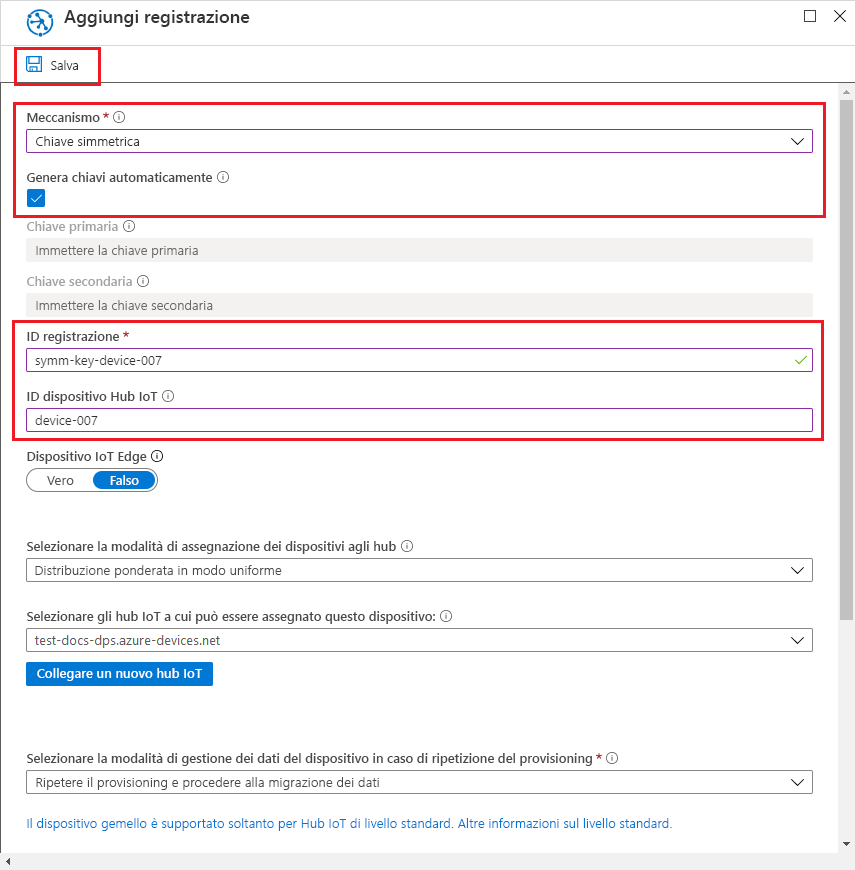 Aggiungi registrazione
Salva
Meccanismo *
Chiave simmetrica
Genera chiavi automaticamente
Chiave primaria
Immettere la chiave primaria
Chiave secondaria
Immettere la chiave secondaria
ID registrazione *
symm-key-device-007
ID dispositivo Hub IoT
device-007
Dispositivo IoT Edge
Vero Falso
Selezionare la modalità di assegnazione dei dispositivi agli hub
Distribuzione ponderata in modo uniforme
Selezionare gli hub IoT a cui può essere assegnato questo dispositivo:
test-docs-dps.azure-devices.net
Collegare un nuovo hub IoT
Selezionare la modalità di gestione dei dati del dispositivo in caso di ripetizione del provisioning *
Ripetere il provisioning e procedere alla migrazione dei dati
Il dispositivo gemello è supportato soltanto per Hub IoT di livello standard. Altre informazioni sul livello standard.